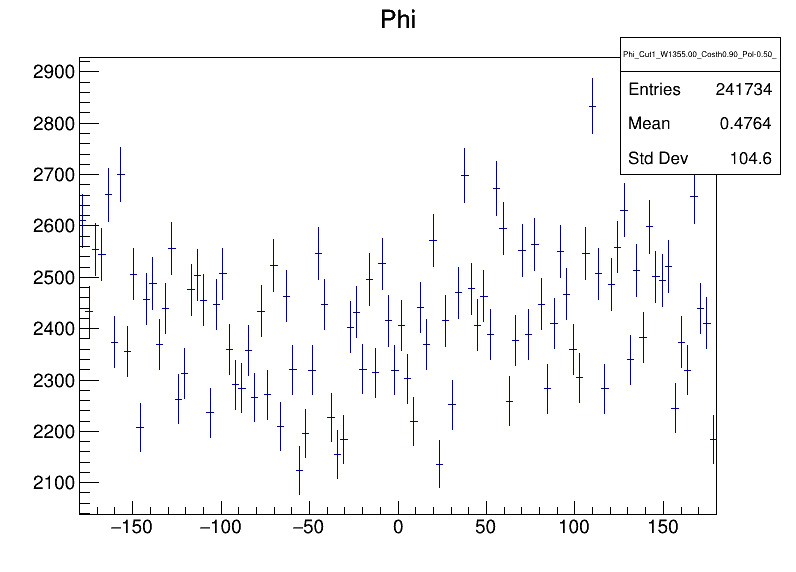 Phi
Phi_Cut1_W1355.00_Costh0.90_Pol-0.50_
Entries 241734
Mean 0.4764
Std Dev 104.6
2900
2800
2700
2600
2500
2400
2300
2200
2100
−150 −100 −50 0 50 100 150